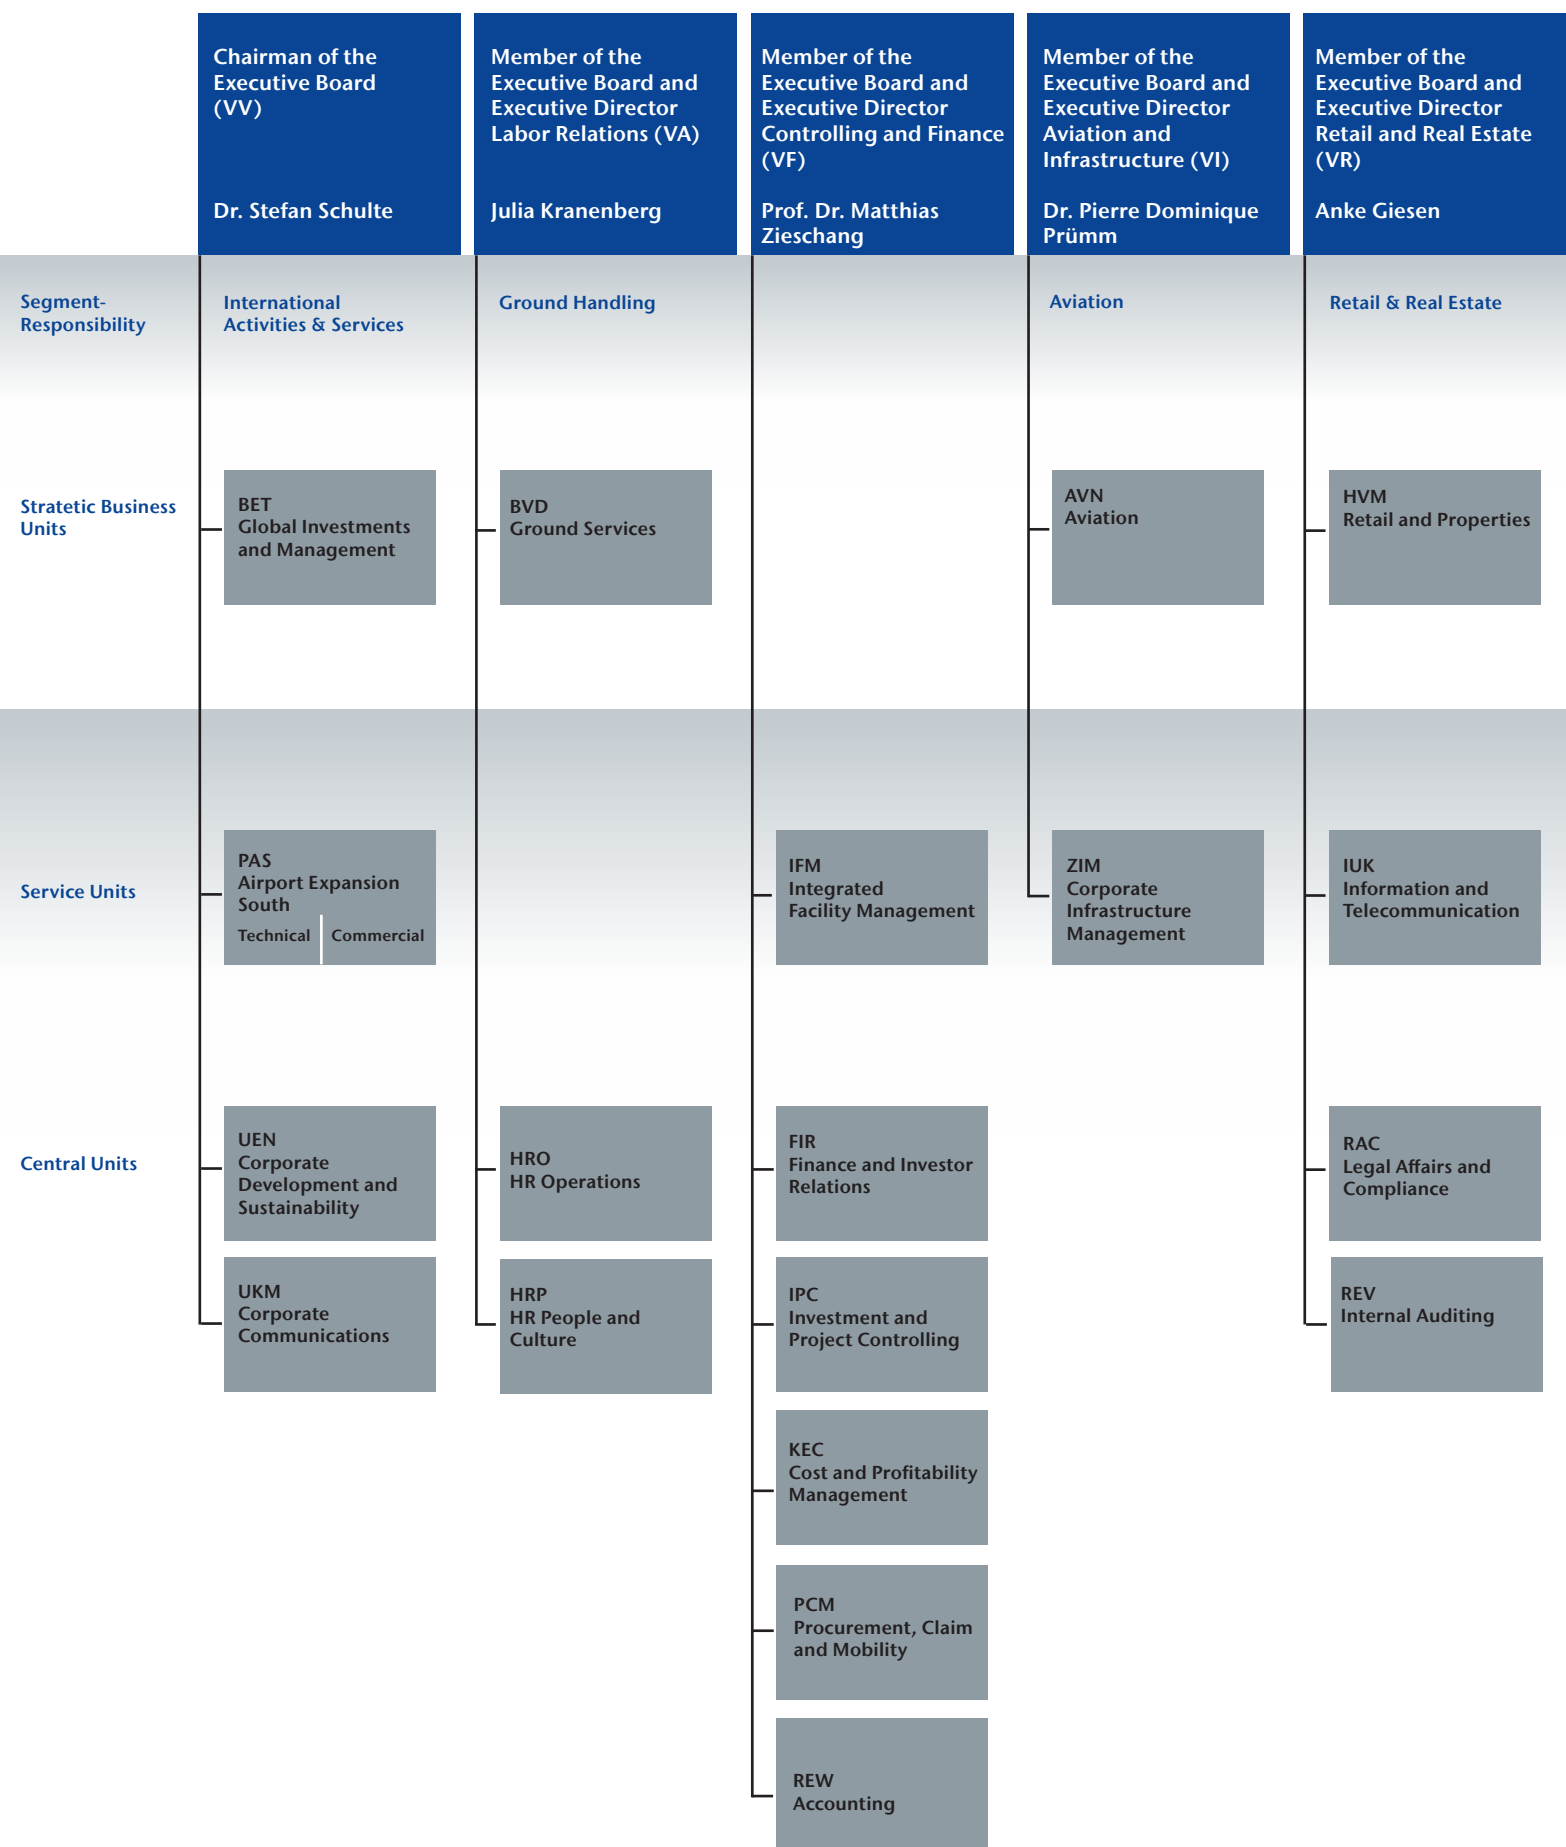 Chairman of the
Executive Board
(VV)
Dr. Stefan Schulte
Member of the
Executive Board and
Executive Director
Labor Relations (VA)
Julia Kranenberg
Member of the
Executive Board and
Executive Director
Controlling and Finance
(VF)
Prof. Dr. Matthias
Zieschang
Member of the
Executive Board and
Executive Director
Aviation and
Infrastructure (VI)
Dr. Pierre Dominique
Prümm
Member of the
Executive Board and
Executive Director
Retail and Real Estate
(VR)
Anke Giesen
Segment-
Responsibility
International
Activities & Services
Ground Handling
Aviation
Retail & Real Estate
Stratetic Business
Units
BET
Global Investments
and Management
BVD
Ground Services
AVN
Aviation
HVM
Retail and Properties
Service Units
PAS
Airport Expansion
South
Technical
Commercial
IFM
Integrated
Facility Management
ZIM
Corporate
Infrastructure
Management
IUK
Information and
Telecommunication
Central Units
UEN
Corporate
Development and
Sustainability
HRO
HR Operations
FIR
Finance and Investor
Relations
RAC
Legal Affairs and
Compliance
UKM
Corporate
Communications
HRP
HR People and
Culture
IPC
Investment and
Project Controlling
REV
Internal Auditing
KEC
Cost and Profitability
Management
PCM
Procurement, Claim
and Mobility
REW
Accounting